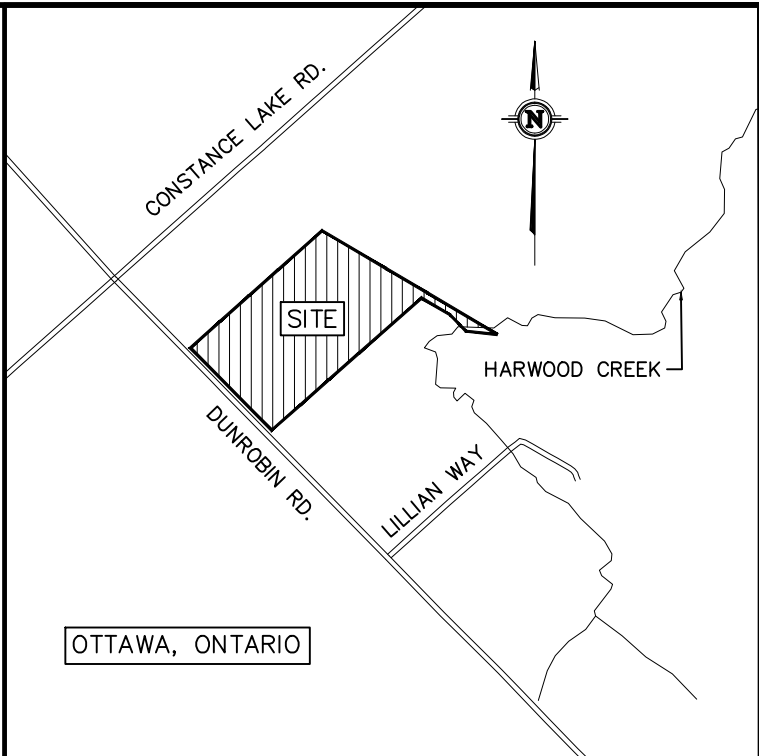 CONSTANCE LAKE RD.
N
SITE
HARWOOD CREEK
DUNROBIN RD.
LILLIAN WAY
OTTAWA, ONTARIO